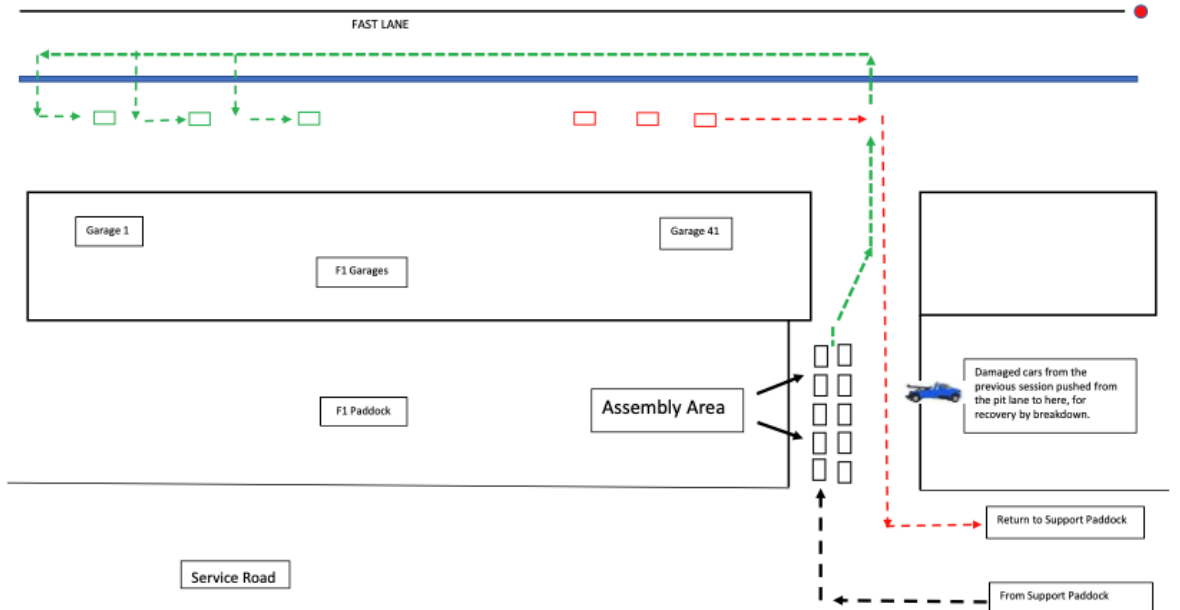 FAST LANE
Garage 1
Garage 41
F1 Garages
Damaged cars from the
previous session pushed from
the pit lane to here, for
recovery by breakdown.
Assembly Area
F1 Paddock
Return to Support Paddock
Service Road
From Support Paddock